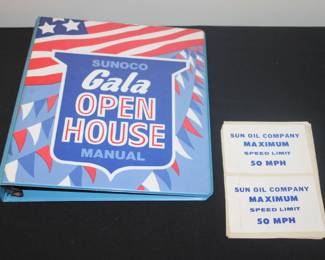 SUNOCO
Gala
OPEN
HOUSE
MANUAL
SUN OIL COMPANY
MAXIMUM
SPEED LIMIT
50 MPH
SUN OIL COMPANY
MAXIMUM
SPEED LIMIT
50 MPH